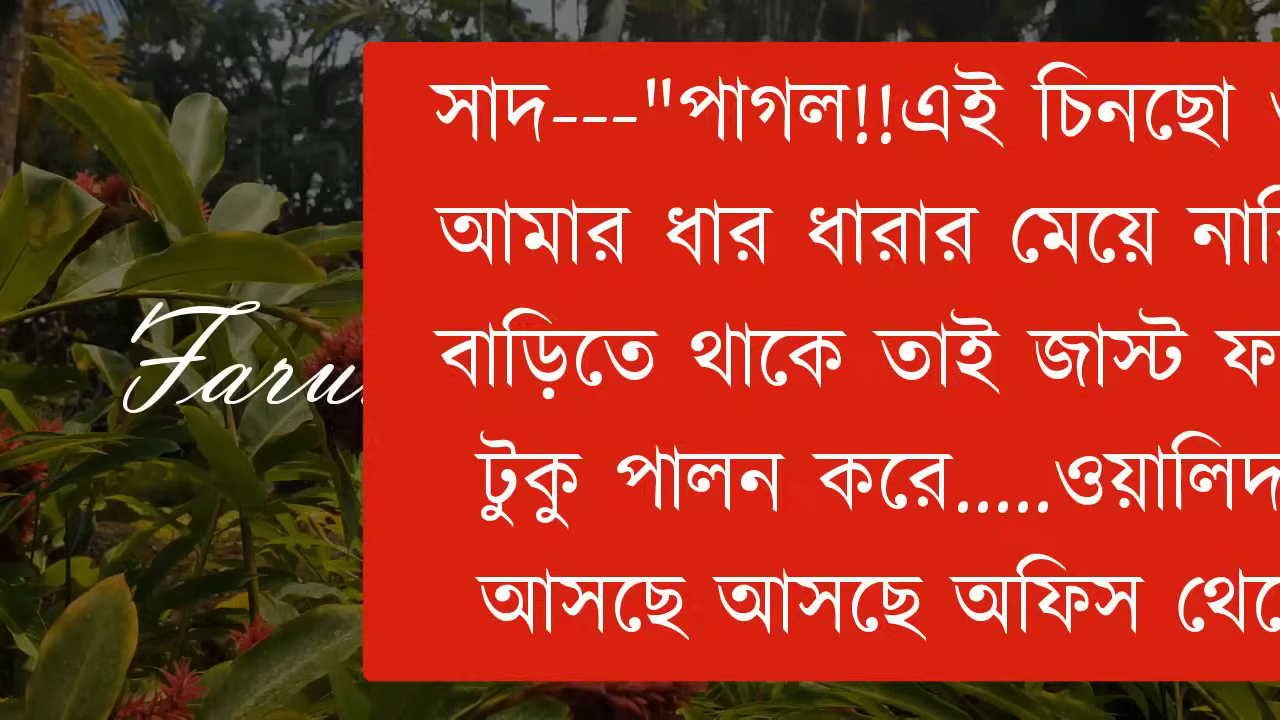 সাদ---"পাগল!!এই চিনছো
আমার ধার ধারার মেয়ে
বাড়িতে থাকে তাই জাস্ট
টুকু পালন করে.....ওয়ালিদ
আসছে আসছে অফিস